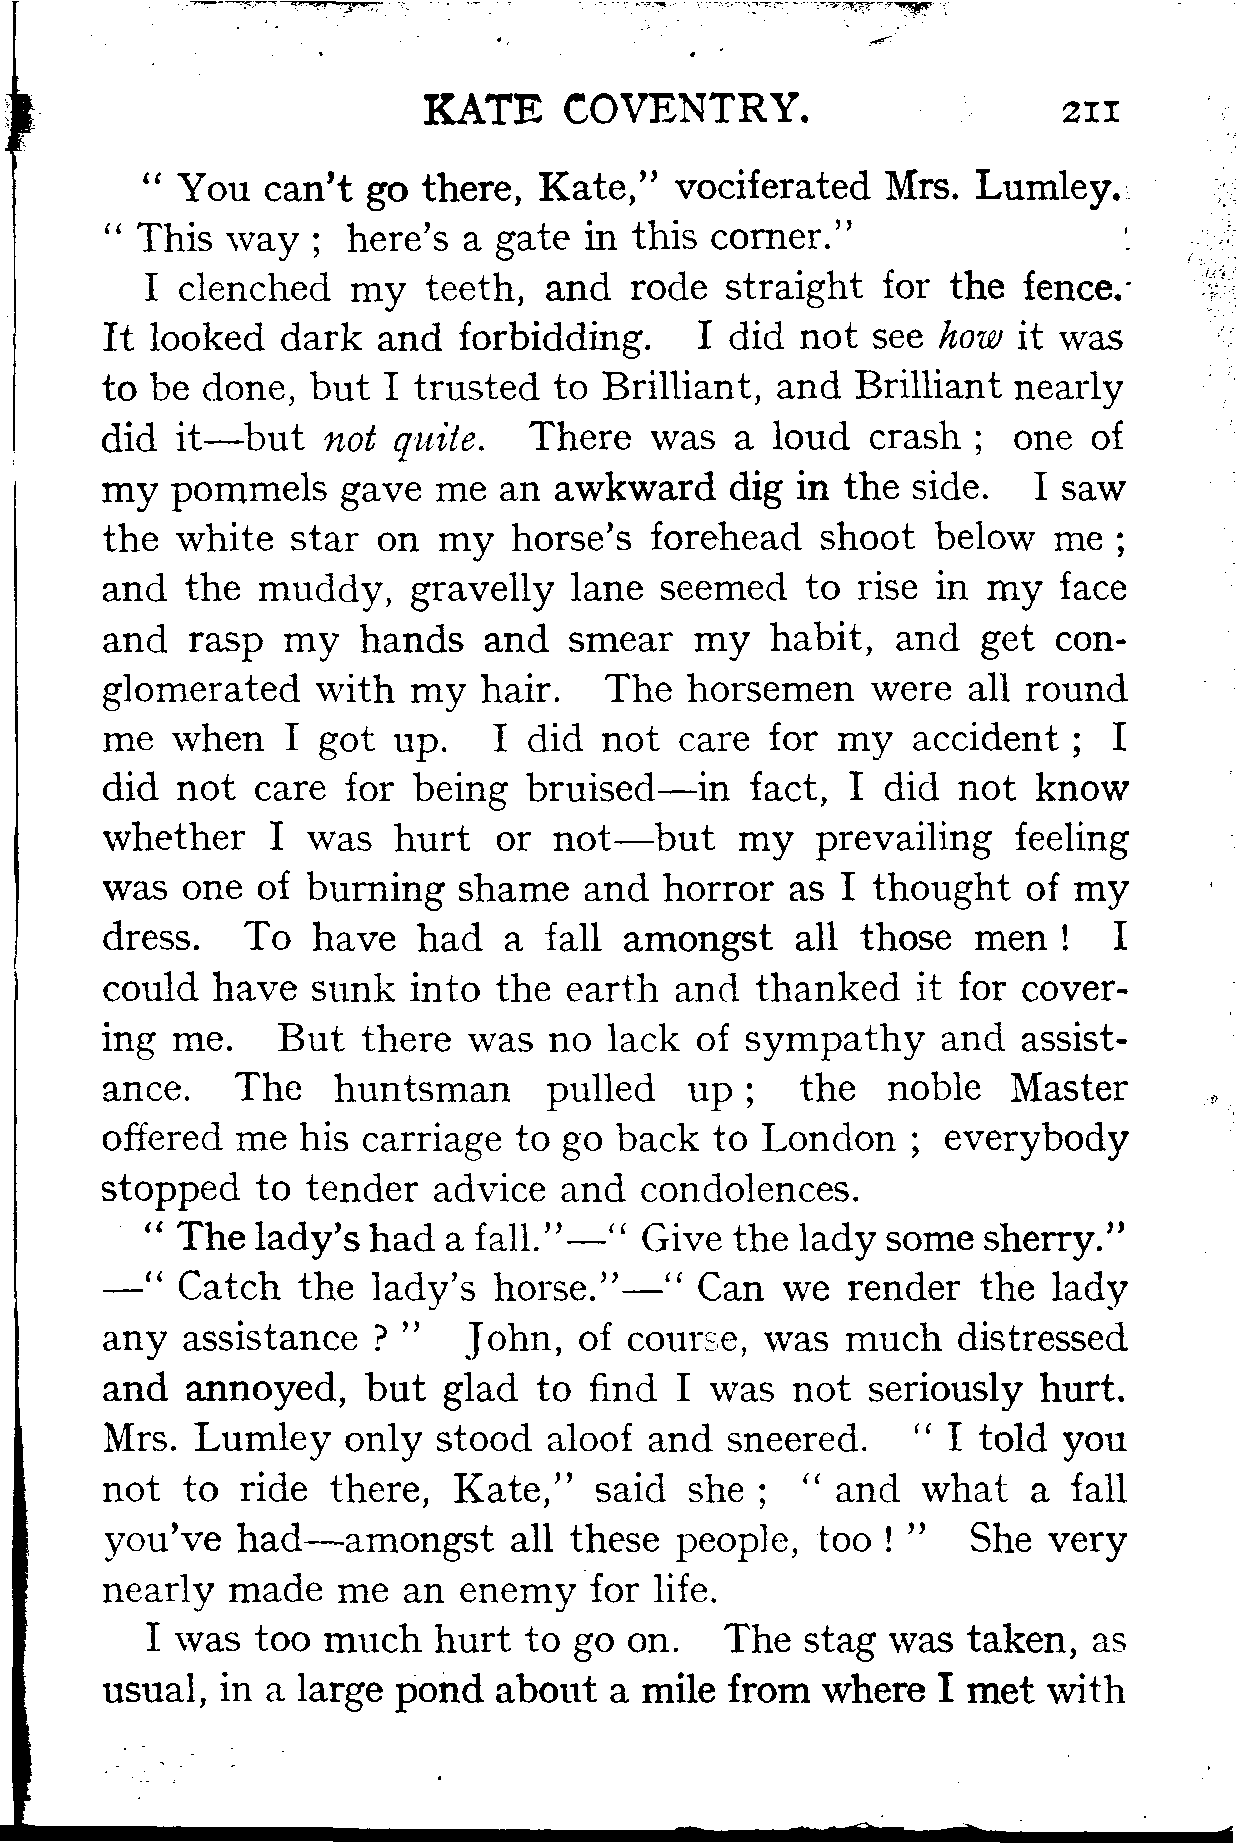 KATE COVENTRY. 211
" You can't go there, Kate," vociferated Mrs. Lumley.
" This way ; here's a gate in this corner."
I clenched my teeth, and rode straight for the fence.
It looked dark and forbidding. I did not see how it was
to be done, but I trusted to Brilliant, and Brilliant nearly
did it—but not quite. There was a loud crash ; one of
my pommels gave me an awkward dig in the side. I saw
the white star on my horse's forehead shoot below me ;
and the muddy, gravelly lane seemed to rise in my face
and rasp my hands and smear my habit, and get con-
glomerated with my hair. The horsemen were all round
me when I got up. I did not care for my accident ; I
did not care for being bruised—in fact, I did not know
whether I was hurt or not—but my prevailing feeling
was one of burning shame and horror as I thought of my
dress. To have had a fall amongst all those men ! I
could have sunk into the earth and thanked it for cover-
ing me. But there was no lack of sympathy and assist-
ance. The huntsman pulled up ; the noble Master
offered me his carriage to go back to London ; everybody
stopped to tender advice and condolences.
" The lady's had a fall."—" Give the lady some sherry."
—" Catch the lady's horse."—" Can we render the lady
any assistance ? " John, of course, was much distressed
and annoyed, but glad to find I was not seriously hurt.
Mrs. Lumley only stood aloof and sneered. " I told you
not to ride there, Kate," said she ; " and what a fall
you've had—amongst all these people, too ! " She very
nearly made me an enemy for life.
I was too much hurt to go on. The stag was taken, as
usual, in a large pond about a mile from where I met with